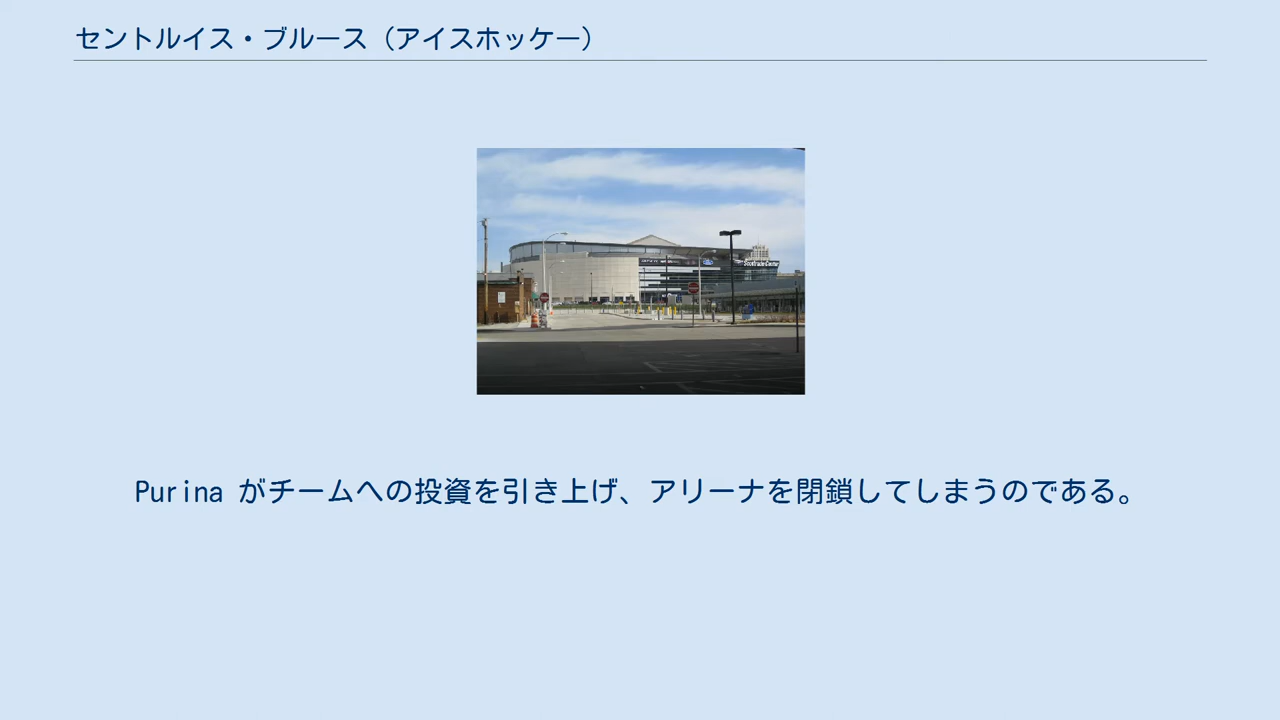 セントルイス・ブルース（アイスホッケー）
Scottrade Center
Purina がチームへの投資を引き上げ、アリーナを閉鎖してしまうのである。